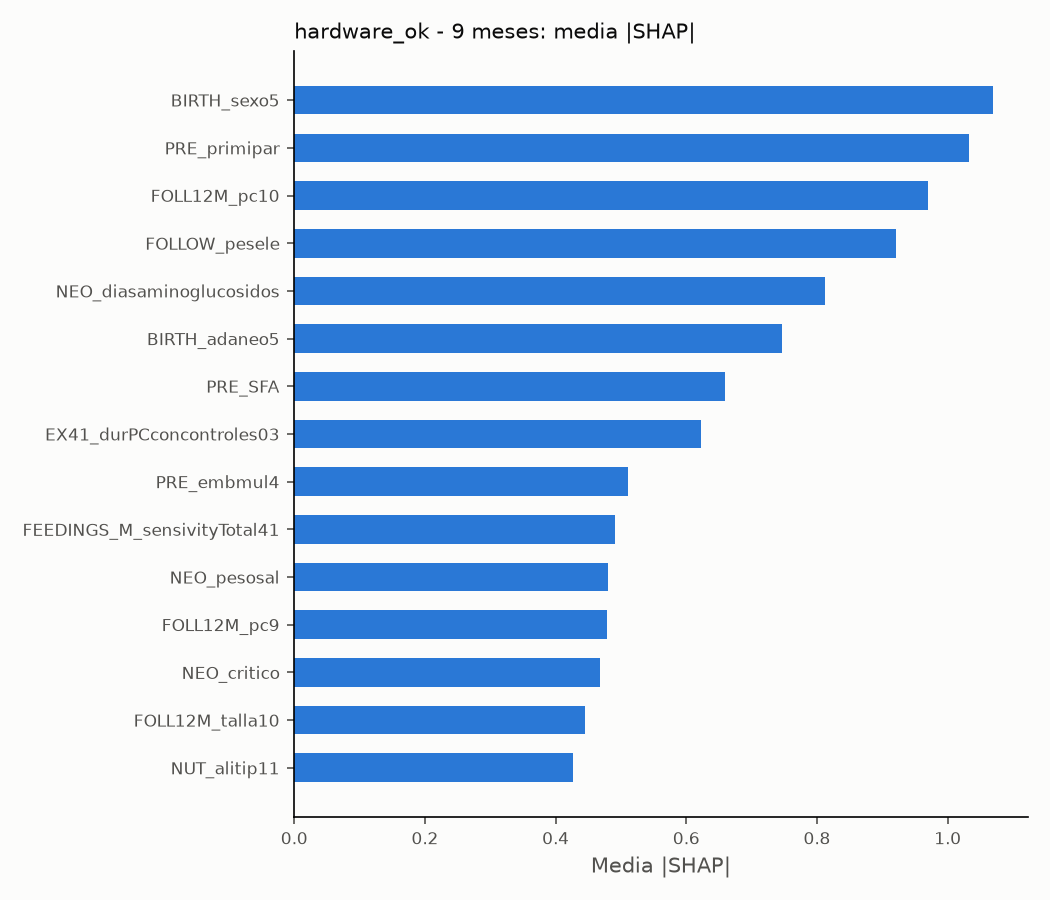 hardware_ok - 9 meses: media |SHAP|
BIRTH_sexo5
PRE_primipar
FOLL12M_pc10
FOLLOW_pesele
NEO_diasaminoglucosidos
BIRTH_adaneo5
PRE_SFA
EX41_durPCconcontroles03
PRE_embmul4
FEEDINGS_M_sensivityTotal41
NEO_pesosal
FOLL12M_pc9
NEO_critico
FOLL12M_talla10
NUT_alitip11
0.0 0.2 0.4 0.6 0.8 1.0
Media |SHAP|